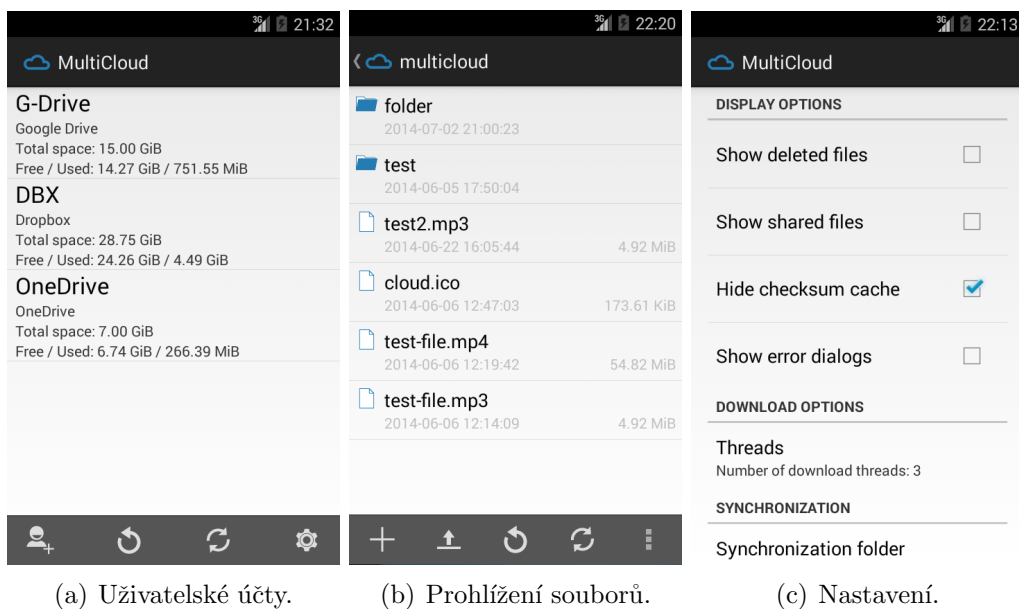 3G 21:32
MultiCloud
G-Drive
Google Drive
Total space: 15.00 GiB
Free / Used: 14.27 GiB / 751.55 MiB
DBX
Dropbox
Total space: 28.75 GiB
Free / Used: 24.26 GiB / 4.49 GiB
OneDrive
OneDrive
Total space: 7.00 GiB
Free / Used: 6.74 GiB / 266.39 MiB
(a) Uživatelské účty.
3G 22:20
multicloud
folder
2014-07-02 21:00:23
test
2014-06-05 17:50:04
test2.mp3
2014-06-22 16:05:44 4.92 MiB
cloud.ico
2014-06-06 12:47:03 173.61 KiB
test-file.mp4
2014-06-06 12:19:42 54.82 MiB
test-file.mp3
2014-06-06 12:14:09 4.92 MiB
(b) Prohlížení souborů.
3G 22:13
MultiCloud
DISPLAY OPTIONS
Show deleted files
Show shared files
Hide checksum cache
Show error dialogs
DOWNLOAD OPTIONS
Threads
Number of download threads: 3
SYNCHRONIZATION
Synchronization folder
(c) Nastavení.